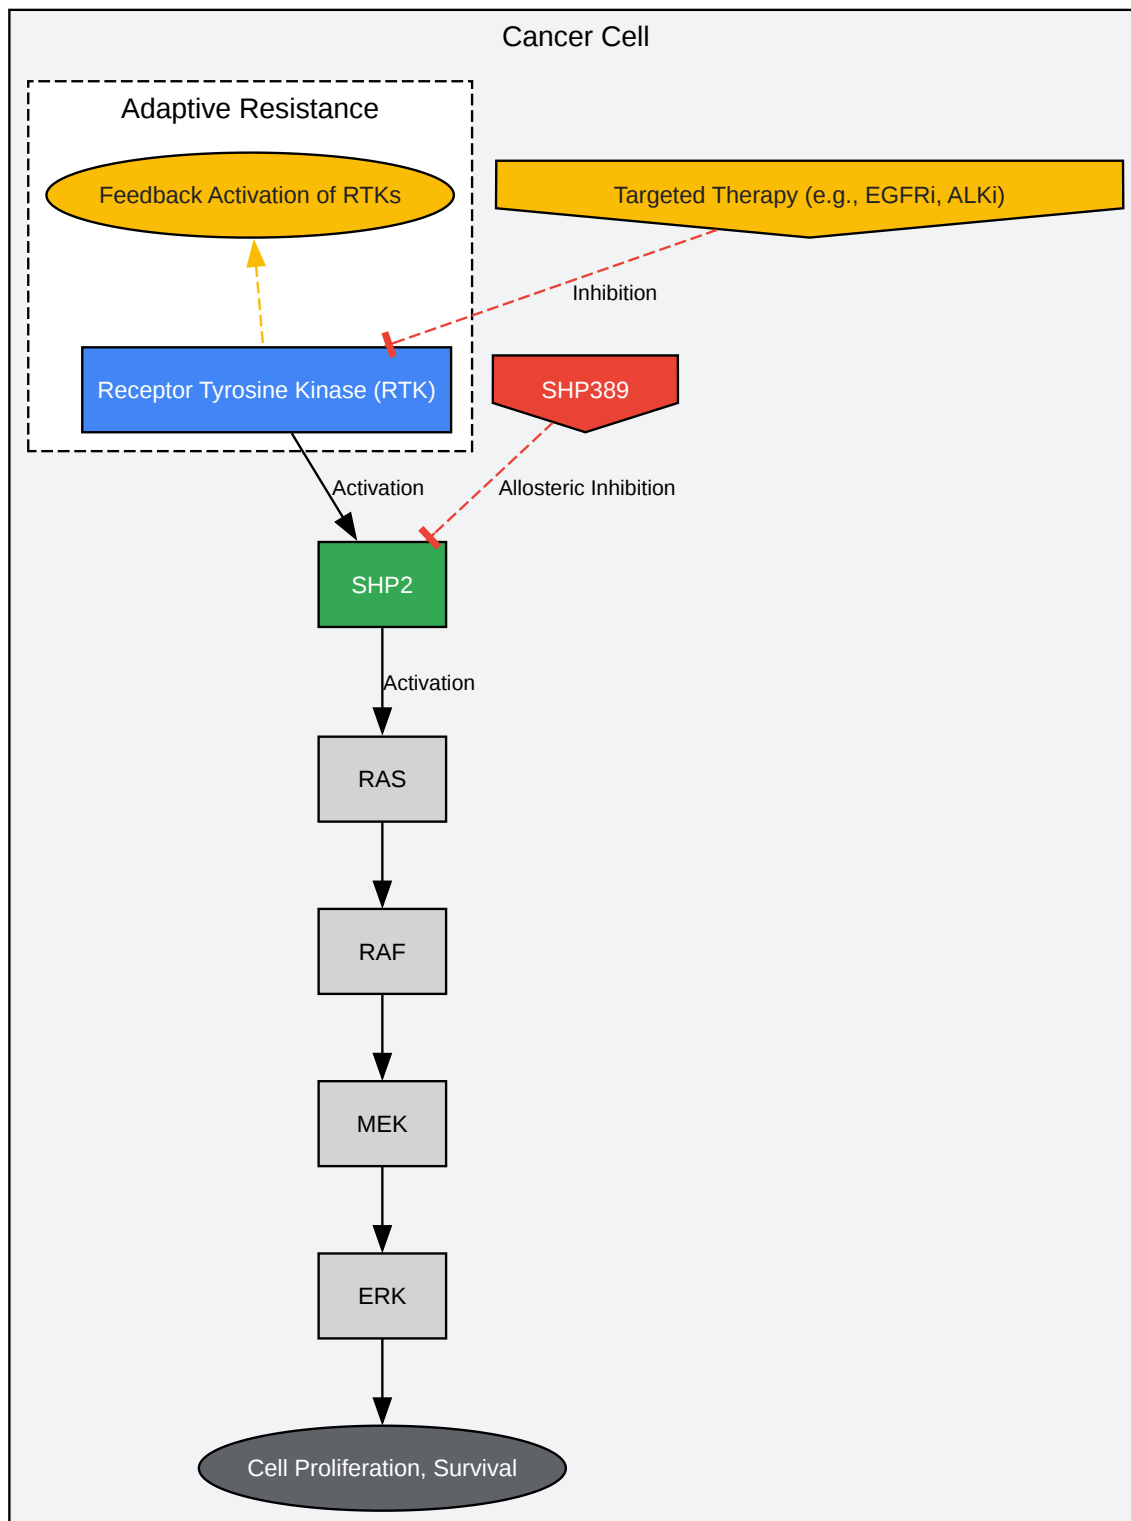 Cancer Cell
Adaptive Resistance
Feedback Activation of RTKs
Targeted Therapy (e.g., EGFRi, ALKi)
Inhibition
Receptor Tyrosine Kinase (RTK)
SHP389
Activation
Allosteric Inhibition
SHP2
Activation
RAS
RAF
MEK
ERK
Cell Proliferation, Survival